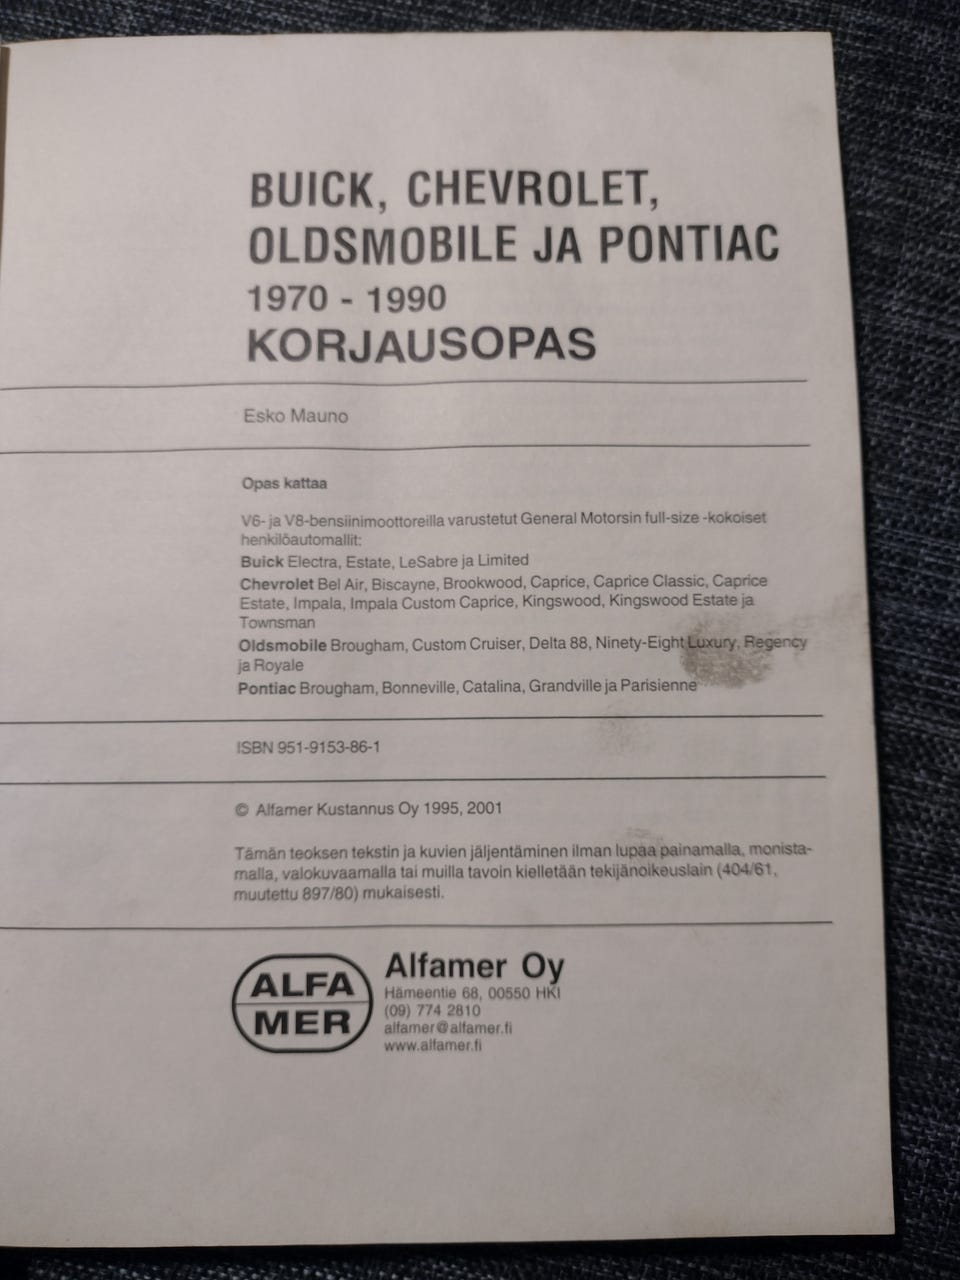 BUICK, CHEVROLET,
OLDSMOBILE JA PONTIAC
1970 - 1990
KORJAUSOPAS
Esko Mauno
Opas kattaa
V6- ja V8-bensiinimoottoreilla varustetut General Motorsin full-size -kokoiset
henkilöautomallit:
Buick Electra, Estate, LeSabre ja Limited
Chevrolet Bel Air, Biscayne, Brookwood, Caprice, Caprice Classic, Caprice
Estate, Impala, Impala Custom Caprice, Kingswood, Kingswood Estate ja
Townsman
Oldsmobile Brougham, Custom Cruiser, Delta 88, Ninety-Eight Luxury, Regency
ja Royale
Pontiac Brougham, Bonneville, Catalina, Grandville ja Parisienne
ISBN 951-9153-86-1
© Alfamer Kustannus Oy 1995, 2001
Tämän teoksen tekstin ja kuvien jäljentäminen ilman lupaa painamalla, monista-
malla, valokuvaamalla tai muilla tavoin kielletään tekijänoikeuslain (404/61,
muutettu 897/80) mukaisesti.
ALFA
MER
Alfamer Oy
Hämeentie 68, 00550 HKI
(09) 774 2810
alfamer@alfamer.fi
www.alfamer.fi